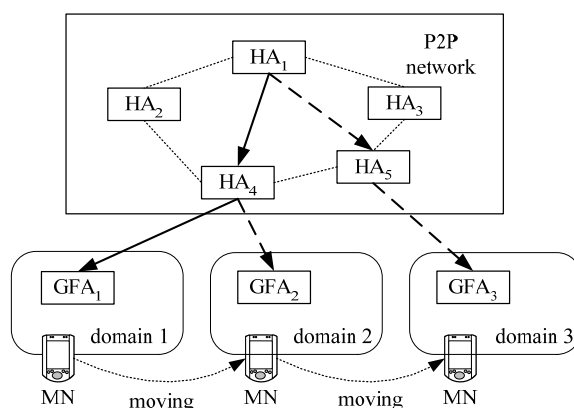 P2P
network
HA1
HA2
HA3
HA4
HA5
GFA1
GFA2
GFA3
domain 1
domain 2
domain 3
MN
moving
MN
moving
MN